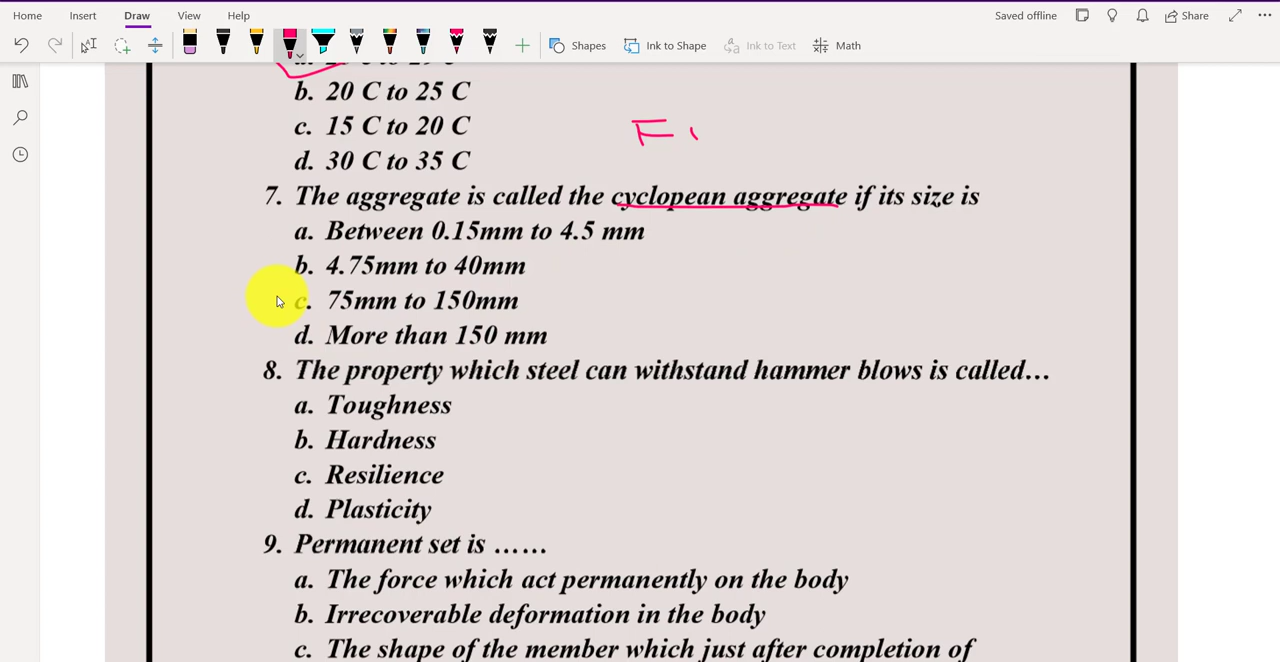 Home Insert Draw View Help Saved offline Share
Shapes Ink to Shape Ink to Text Math
b. 20 C to 25 C
c. 15 C to 20 C
d. 30 C to 35 C
7. The aggregate is called the cyclopean aggregate if its size is
a. Between 0.15mm to 4.5 mm
b. 4.75mm to 40mm
c. 75mm to 150mm
d. More than 150 mm
8. The property which steel can withstand hammer blows is called...
a. Toughness
b. Hardness
c. Resilience
d. Plasticity
9. Permanent set is ......
a. The force which act permanently on the body
b. Irrecoverable deformation in the body
c. The shape of the member which just after completion of